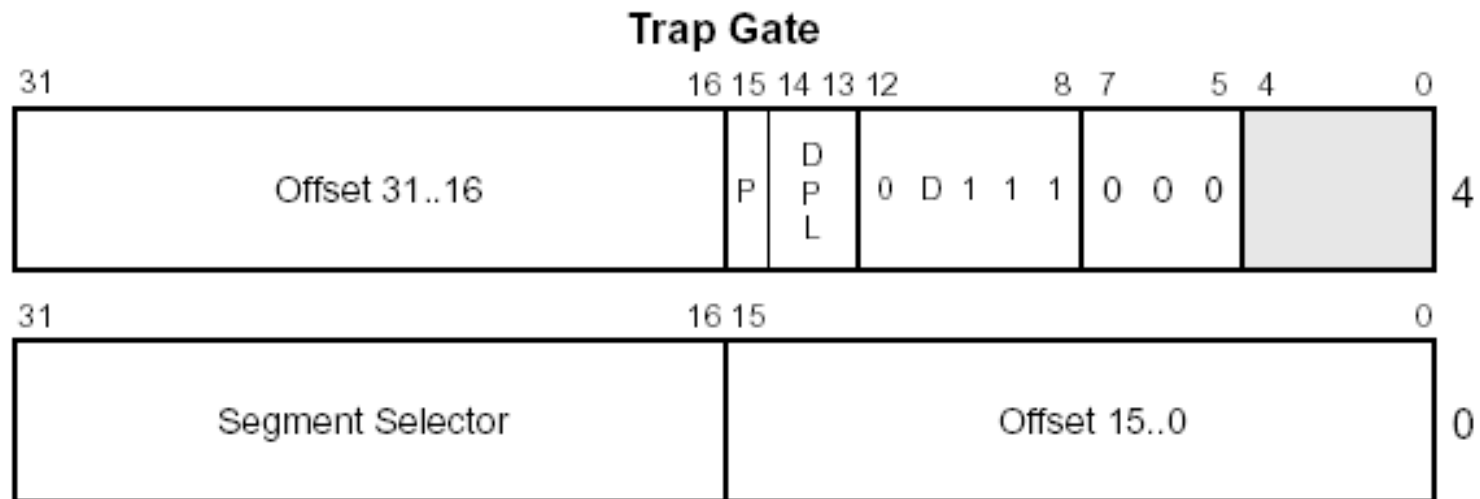 Trap Gate
31 16 15 14 13 12 8 7 5 4 0
Offset 31..16 P D P L 0 D 1 1 1 0 0 0 4
31 16 15 0
Segment Selector Offset 15..0 0